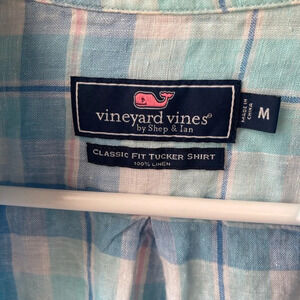 vineyard vines®
by Shep & Ian
MADE IN
CHINA
M
CLASSIC FIT TUCKER SHIRT
100% LINEN